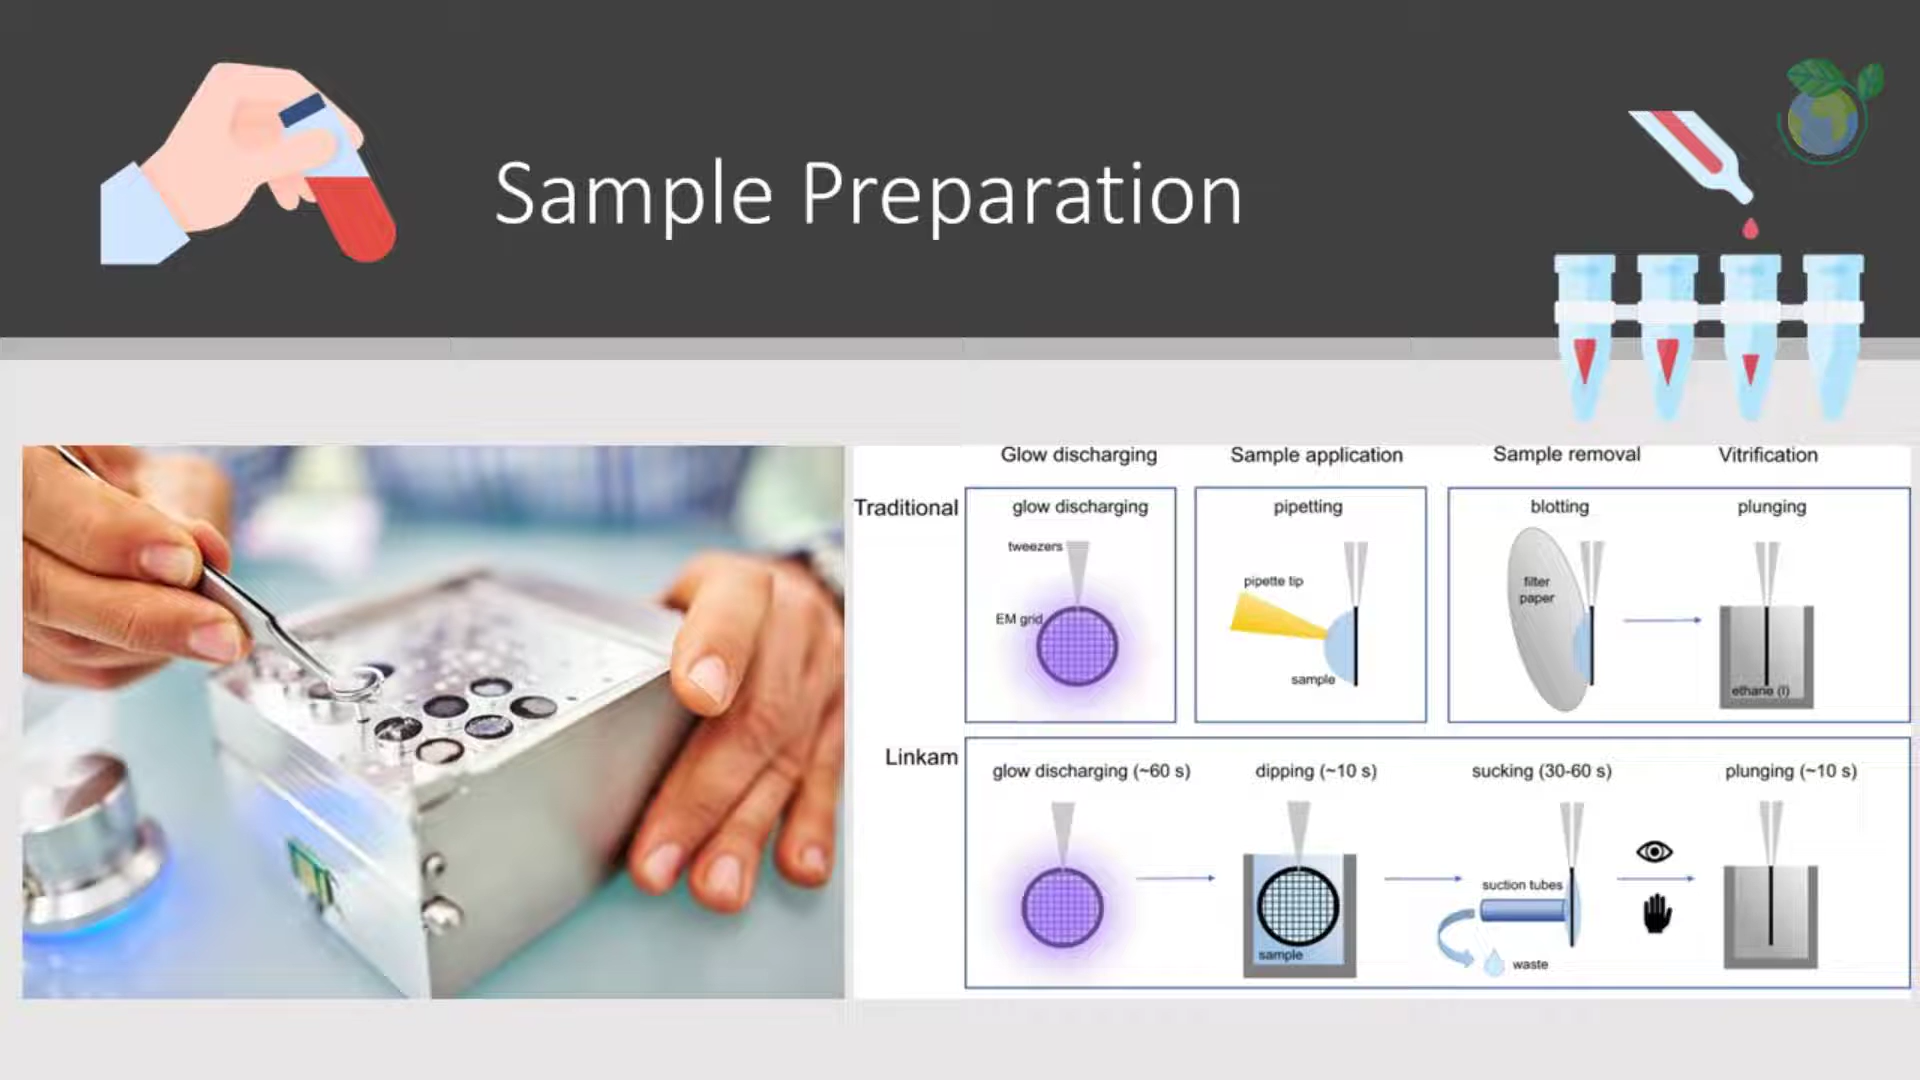 Sample Preparation
Glow discharging
Sample application
Sample removal
Vitrification
Traditional
glow discharging
pipetting
blotting
plunging
tweezers
EM grid
pipette tip
sample
filter
paper
ethane (l)
Linkam
glow discharging (~60 s)
dipping (~10 s)
sucking (30-60 s)
plunging (~10 s)
sample
suction tubes
waste